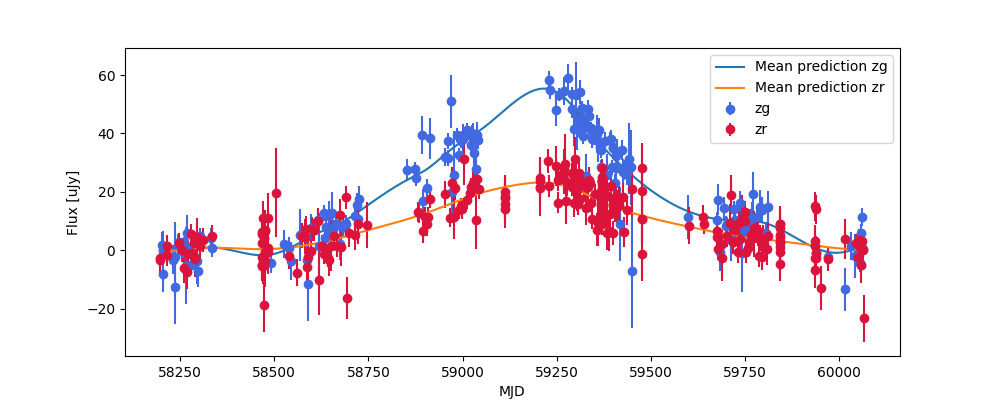 60
40
20
0
−20
Flux [uJy]
58250 58500 58750 59000 59250 59500 59750 60000
MJD
Mean prediction zg
Mean prediction zr
zg
zr